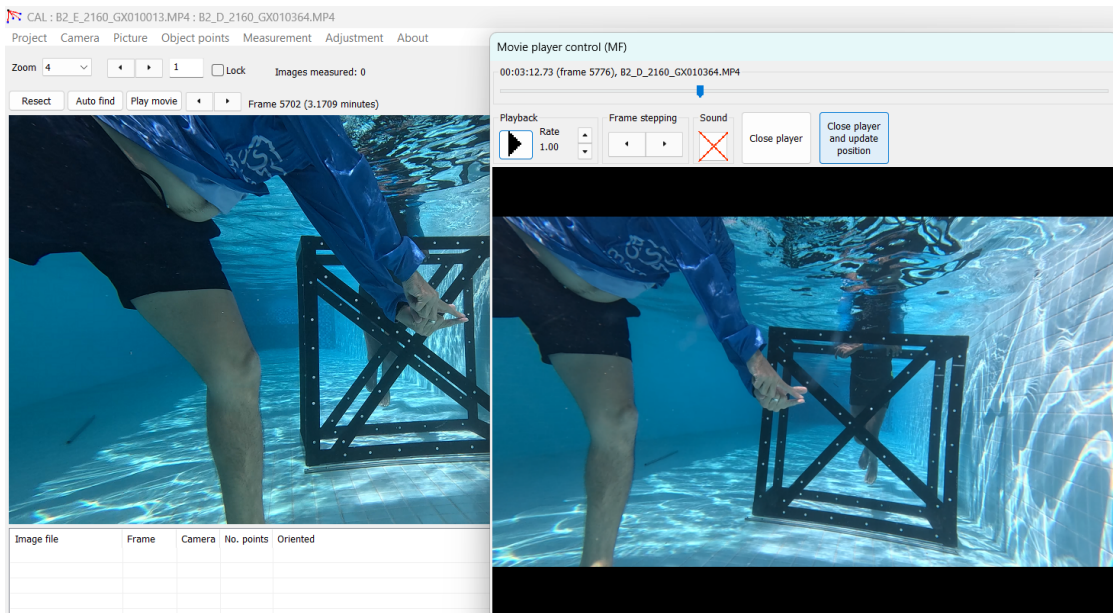 CAL : B2_E_2160_GX010013.MP4 : B2_D_2160_GX010364.MP4
Project Camera Picture Object points Measurement Adjustment About
Zoom 4 1 Lock Images measured: 0
Resect Auto find Play movie Frame 5702 (3.1709 minutes)
Image file Frame Camera No. points Oriented
Movie player control (MF)
00:03:12.73 (frame 5776), B2_D_2160_GX010364.MP4
Playback Rate 1.00
Frame stepping
Sound
Close player
Close player
and update
position